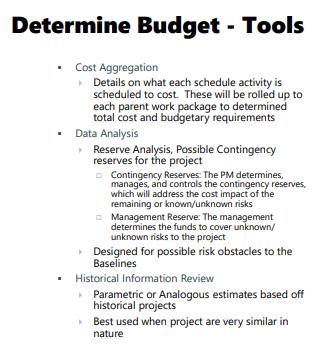 Determine Budget - Tools
▪ Cost Aggregation
Details on what each schedule activity is
scheduled to cost. These will be rolled up to
each parent work package to determined
total cost and budgetary requirements
▪ Data Analysis
Reserve Analysis, Possible Contingency
reserves for the project
□ Contingency Reserves: The PM determines,
manages, and controls the contingency reserves,
which will address the cost impact of the
remaining or known/unknown risks
□ Management Reserve: The management
determines the funds to cover unknown/
unknown risks to the project
Designed for possible risk obstacles to the
Baselines
▪ Historical Information Review
Parametric or Analogous estimates based off
historical projects
Best used when project are very similar in
nature